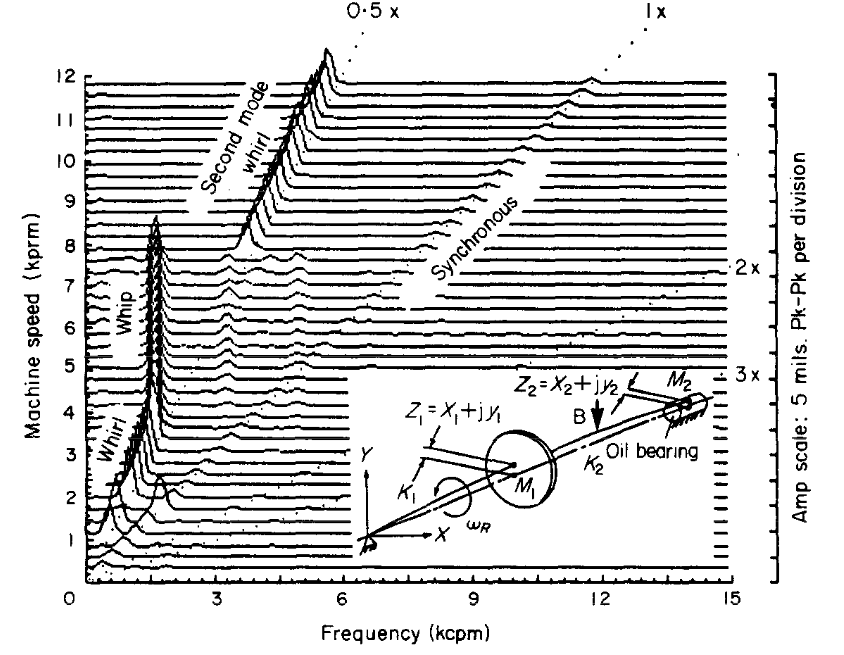 0·5 x
1x
12
11
10
9
8
7
6
5
4
3
2
1
0
3
6
9
12
15
Machine speed (kprm)
Frequency (kcpm)
Amp scale: 5 mils. Pk-Pk per division
Second mode
whirl
Synchronous
Whip
Whirl
2x
3x
Z₁=X₁+jy₁
Z₂=X₂+jy₂
M₂
B
Oil bearing
K₂
K₁
M₁
Y
X
ωR